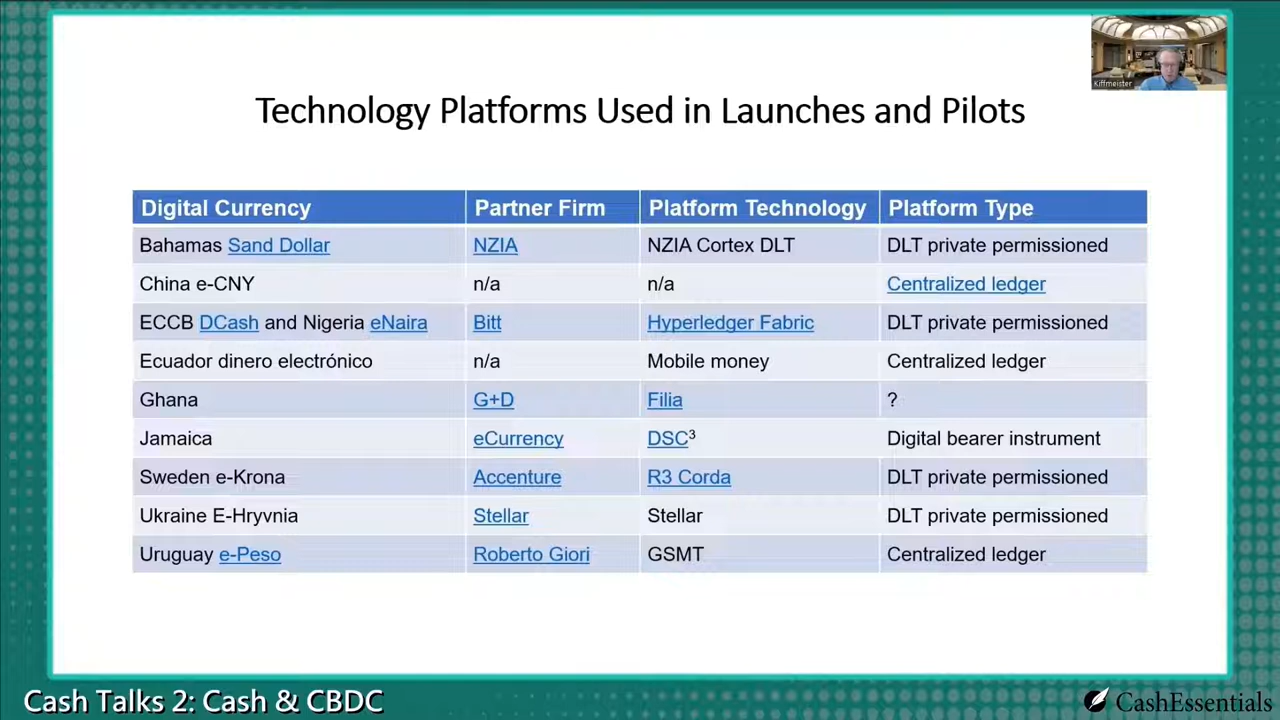 Kiffmeister
Technology Platforms Used in Launches and Pilots
Digital Currency Partner Firm Platform Technology Platform Type
Bahamas Sand Dollar NZIA NZIA Cortex DLT DLT private permissioned
China e-CNY n/a n/a Centralized ledger
ECCB DCash and Nigeria eNaira Bitt Hyperledger Fabric DLT private permissioned
Ecuador dinero electrónico n/a Mobile money Centralized ledger
Ghana G+D Filia ?
Jamaica eCurrency DSC³ Digital bearer instrument
Sweden e-Krona Accenture R3 Corda DLT private permissioned
Ukraine E-Hryvnia Stellar Stellar DLT private permissioned
Uruguay e-Peso Roberto Giori GSMT Centralized ledger
Cash Talks 2: Cash & CBDC
CashEssentials